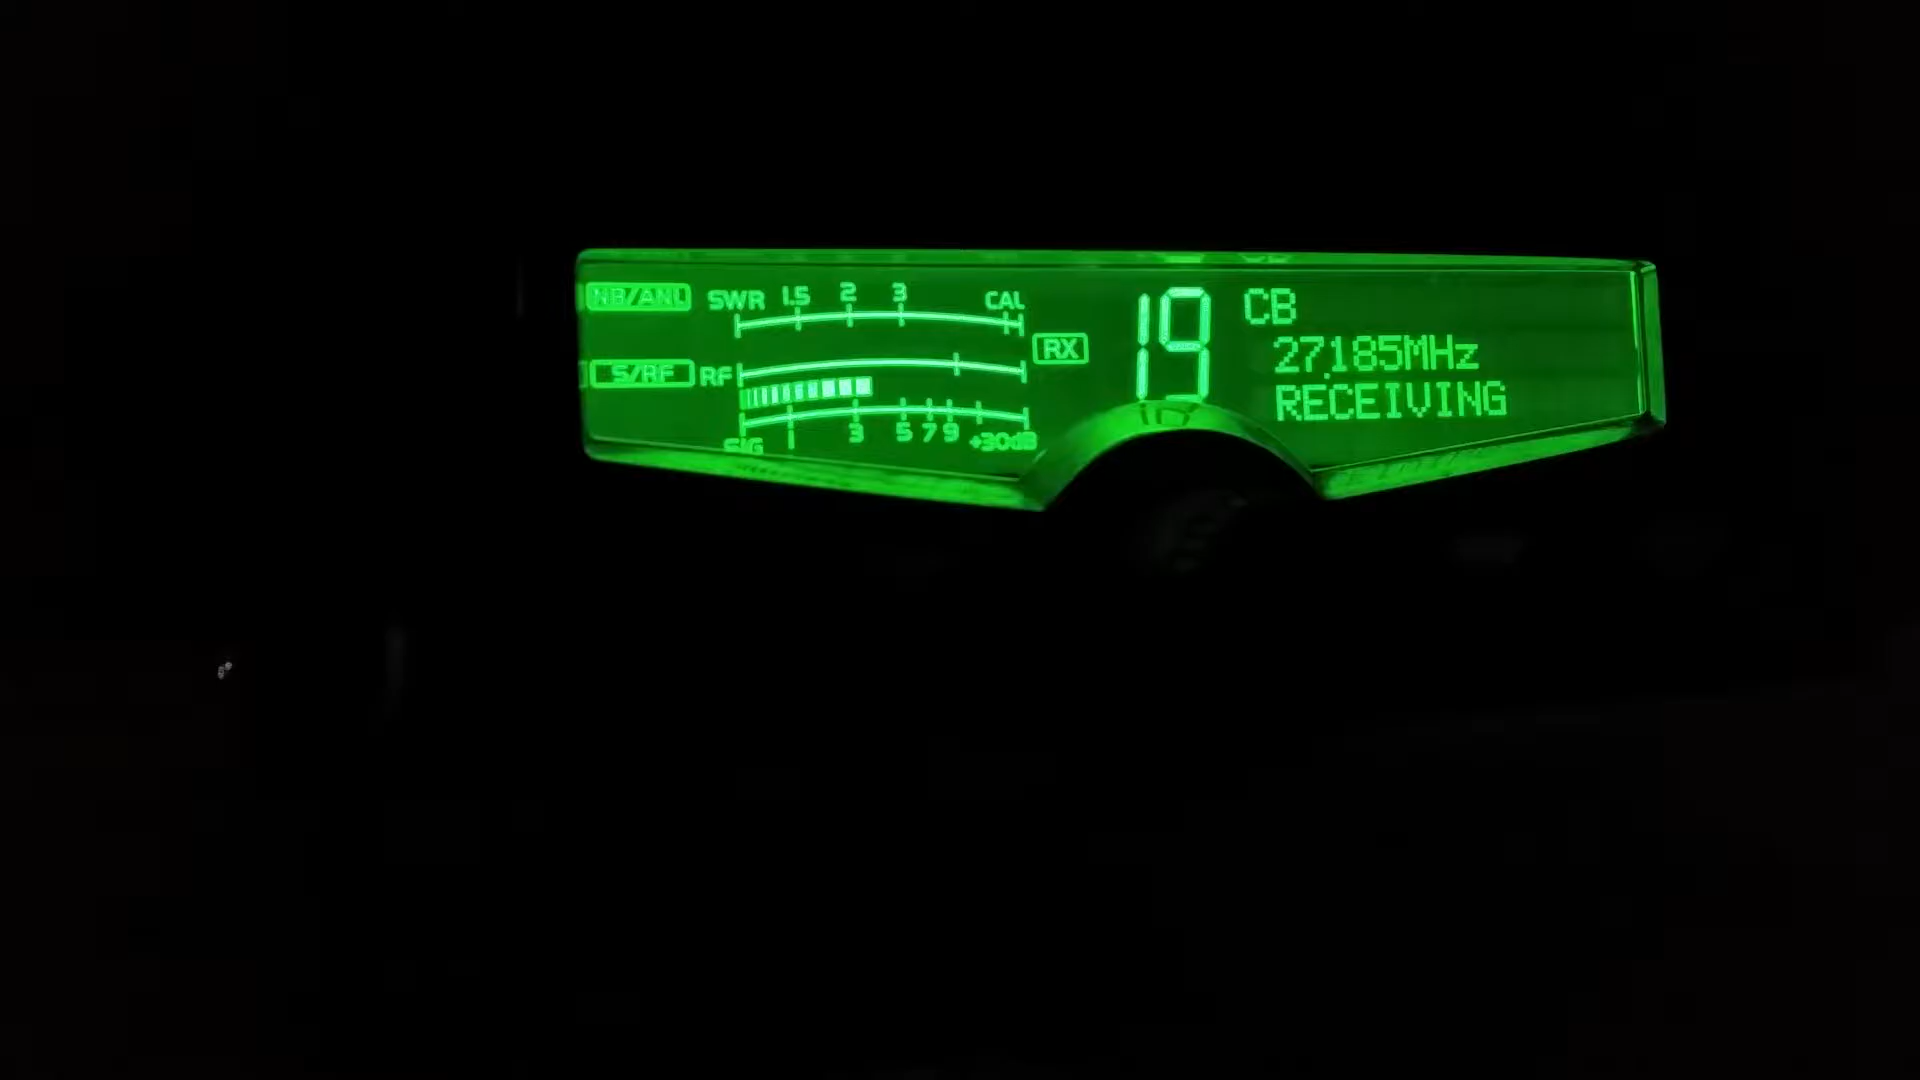 NB/ANL
SWR 1.5 2 3 CAL
S/RF RF
RX
SIG 1 3 5 7 9 +30dB
19
CB
27.185MHz
RECEIVING